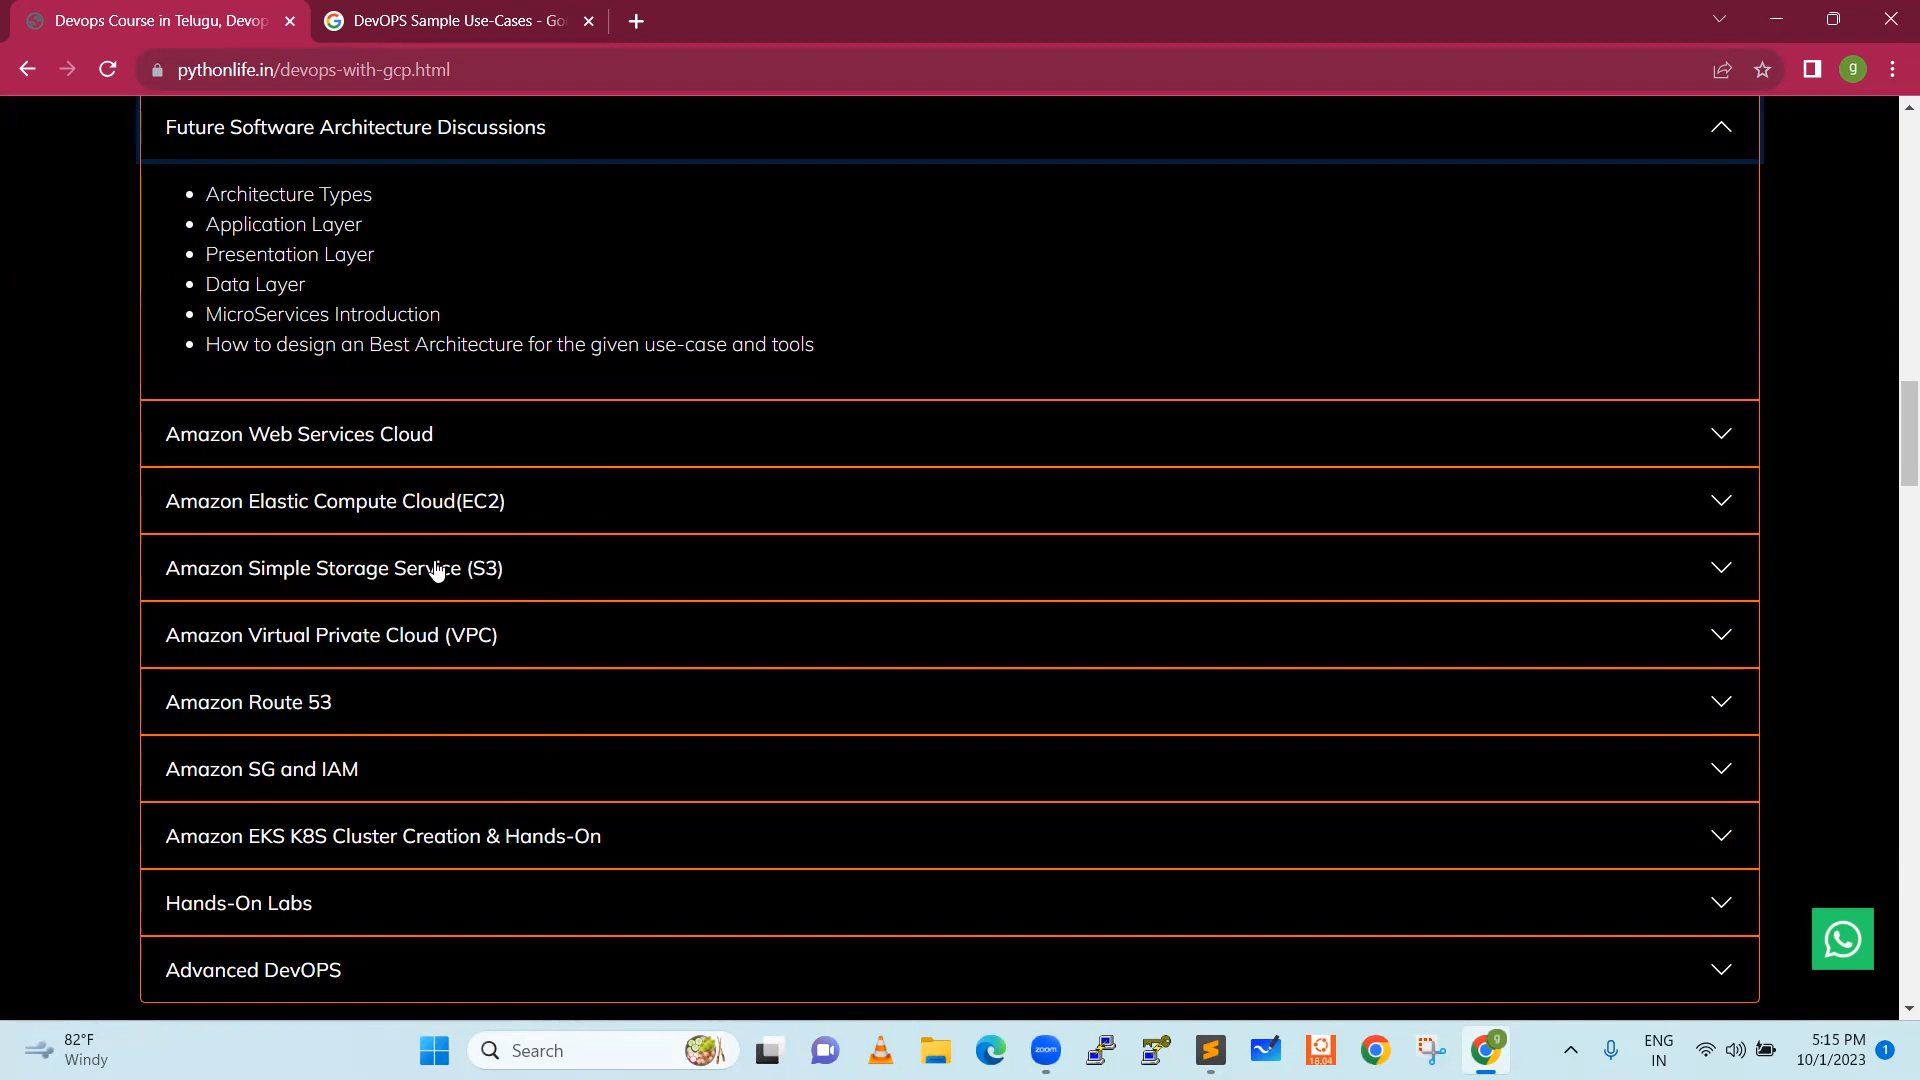 Devops Course in Telugu, Devop
DevOPS Sample Use-Cases - Go
pythonlife.in/devops-with-gcp.html
g
Future Software Architecture Discussions
Architecture Types
Application Layer
Presentation Layer
Data Layer
MicroServices Introduction
How to design an Best Architecture for the given use-case and tools
Amazon Web Services Cloud
Amazon Elastic Compute Cloud(EC2)
Amazon Simple Storage Service (S3)
Amazon Virtual Private Cloud (VPC)
Amazon Route 53
Amazon SG and IAM
Amazon EKS K8S Cluster Creation & Hands-On
Hands-On Labs
Advanced DevOPS
82°F
Windy
Search
zoom
18.04
g
ENG
IN
5:15 PM
10/1/2023
1